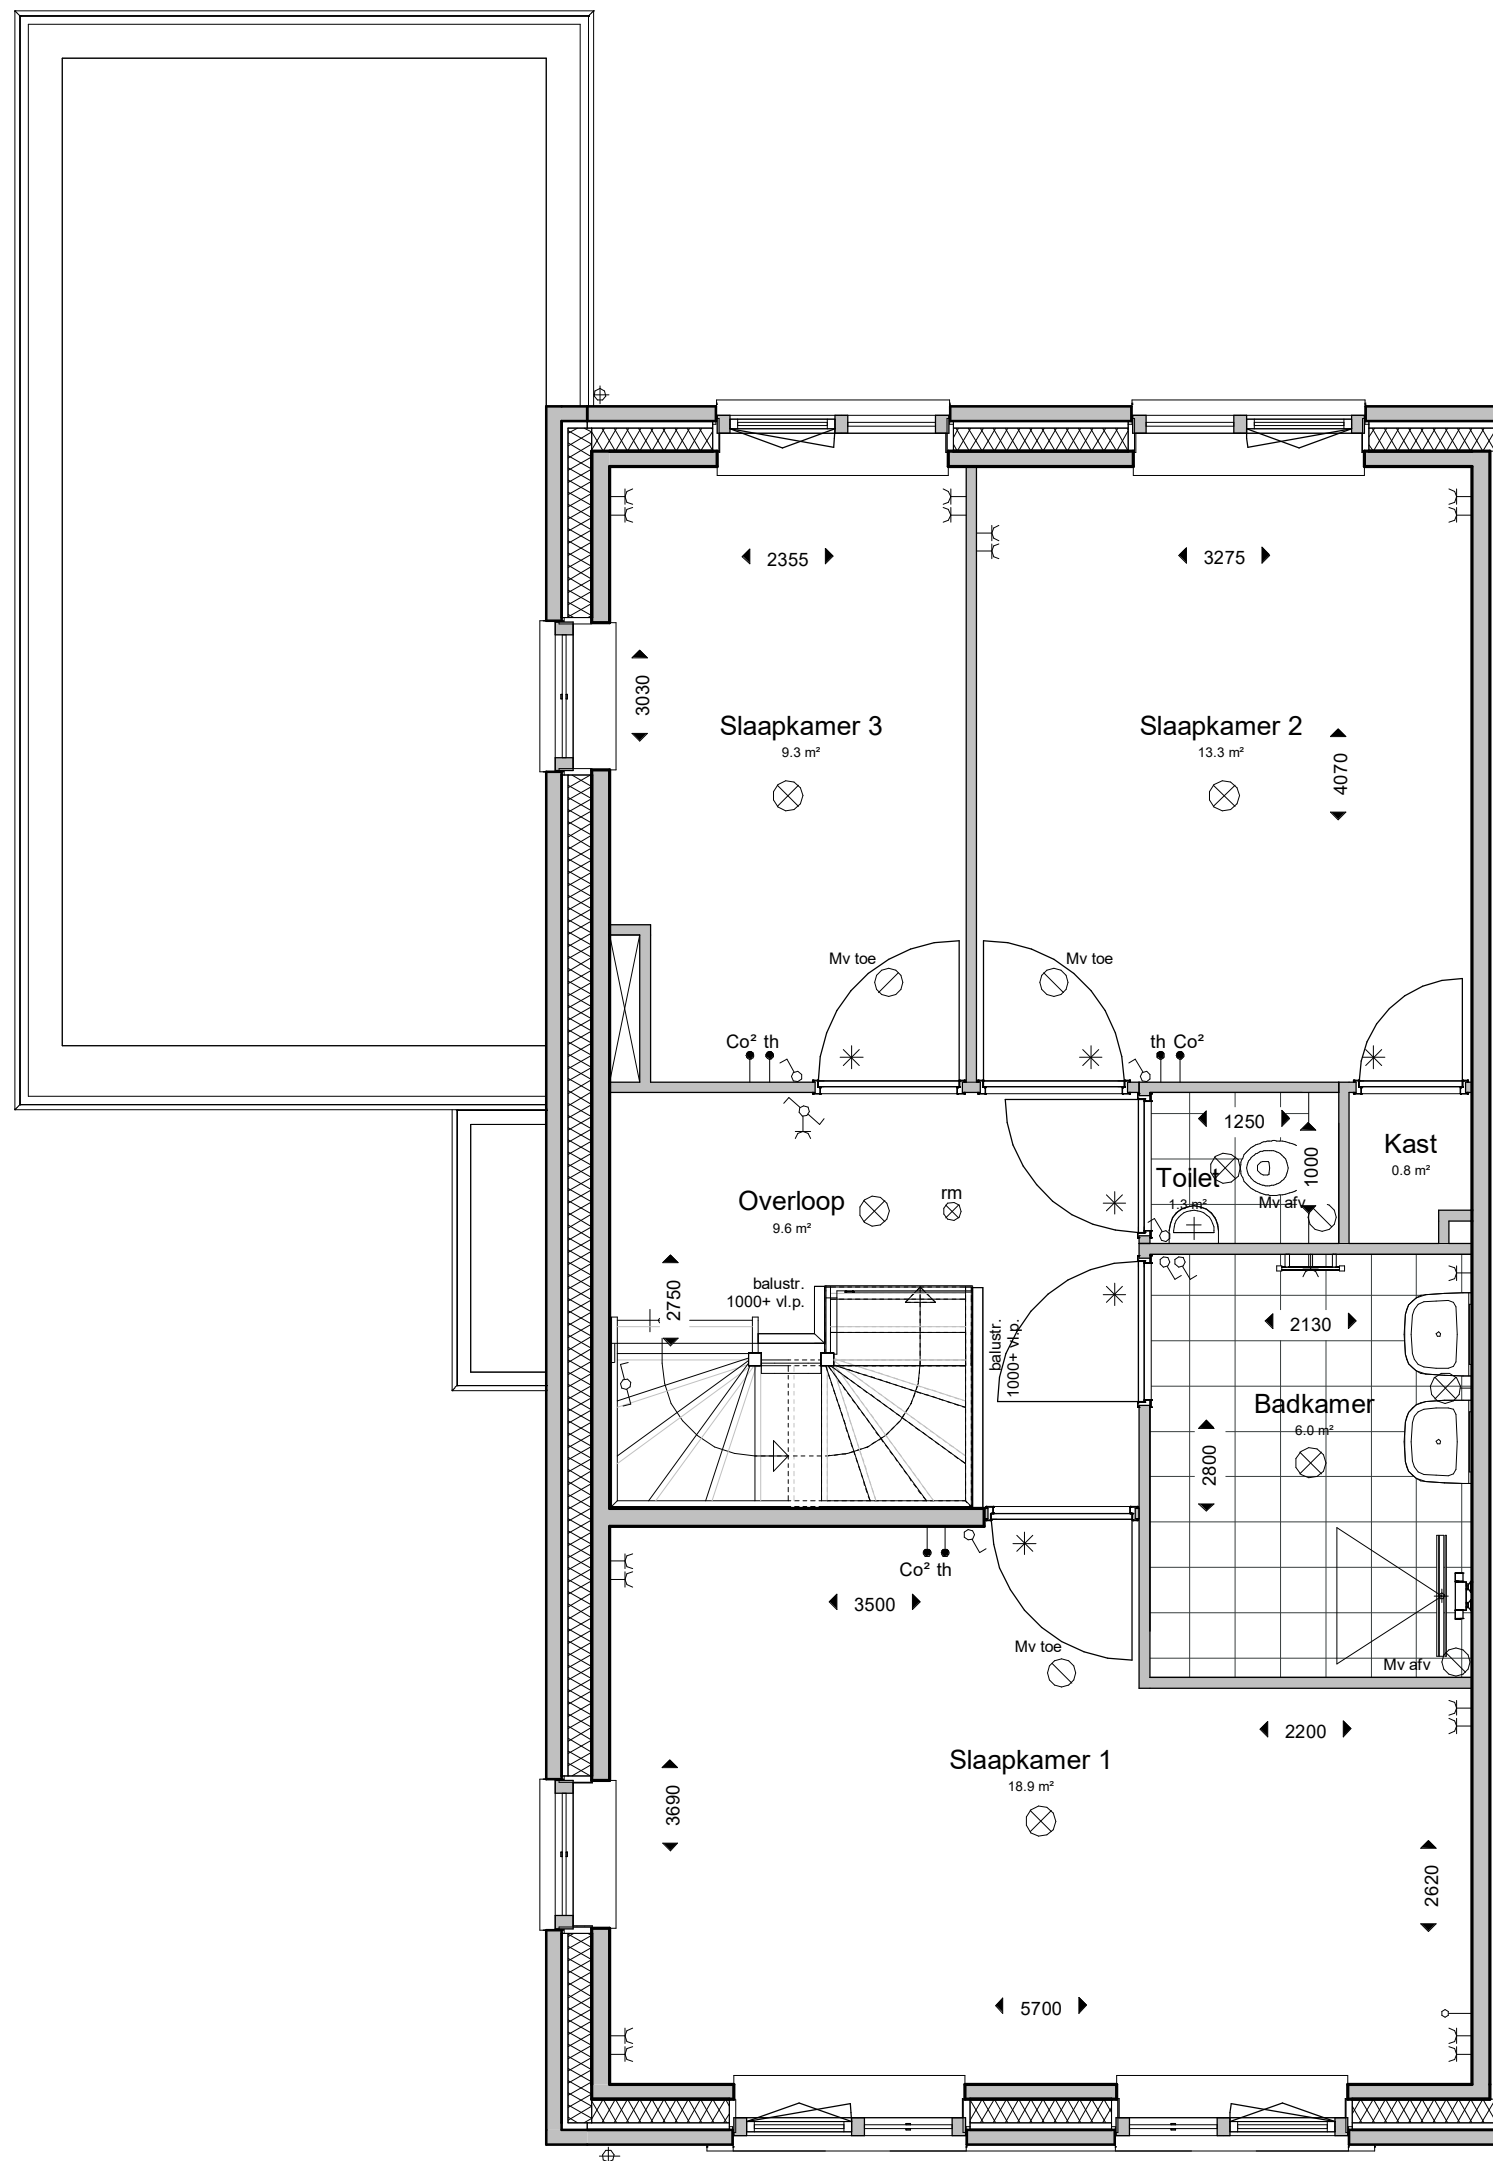 2355
3275
3030
Slaapkamer 3
9.3 m²
Slaapkamer 2
13.3 m²
4070
Mv toe
Mv toe
Co² th
th Co²
1250
1000
Toilet
1.3 m²
Mv afv
Kast
0.8 m²
Overloop
9.6 m²
rm
2750
balustr.
1000+ vl.p.
balustr.
1000+ vl.p.
2130
Badkamer
6.0 m²
2800
Co² th
3500
Mv toe
Mv afv
2200
Slaapkamer 1
18.9 m²
3690
2620
5700